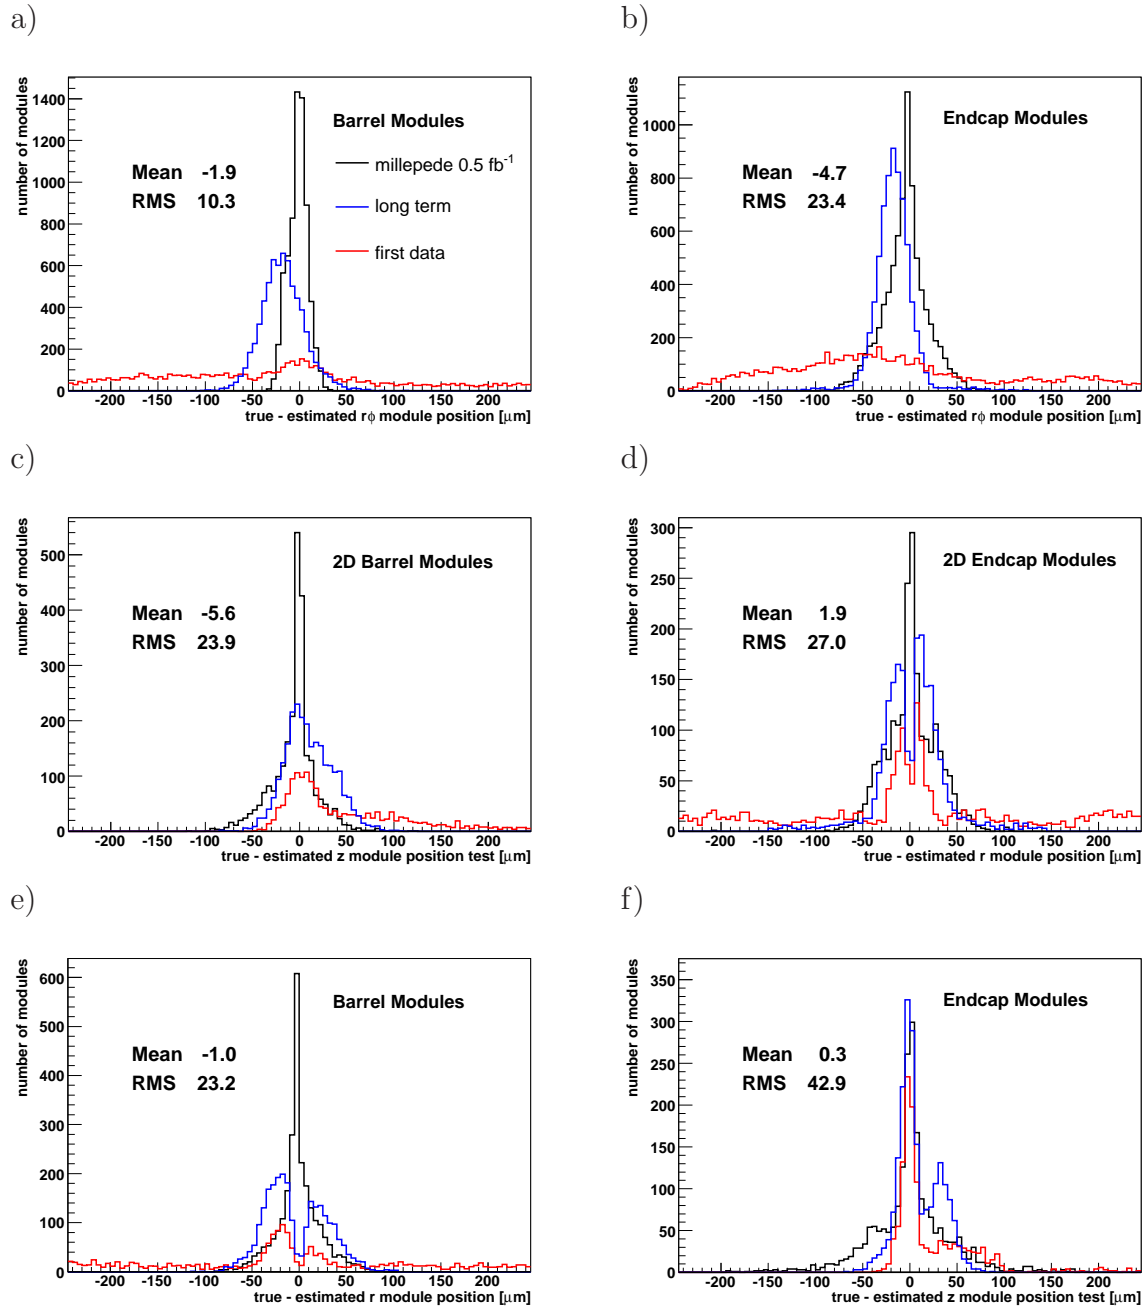 a)
number of modules
1400
1200
1000
800
600
400
200
0
Barrel Modules
Mean -1.9
RMS 10.3
millepede 0.5 fb⁻¹
long term
first data
-200 -150 -100 -50 0 50 100 150 200
true - estimated rϕ module position [μm]
b)
number of modules
1000
800
600
400
200
0
Endcap Modules
Mean -4.7
RMS 23.4
-200 -150 -100 -50 0 50 100 150 200
true - estimated rϕ module position [μm]
c)
number of modules
500
400
300
200
100
0
2D Barrel Modules
Mean -5.6
RMS 23.9
-200 -150 -100 -50 0 50 100 150 200
true - estimated z module position test [μm]
d)
number of modules
300
250
200
150
100
50
0
2D Endcap Modules
Mean 1.9
RMS 27.0
-200 -150 -100 -50 0 50 100 150 200
true - estimated r module position [μm]
e)
number of modules
600
500
400
300
200
100
0
Barrel Modules
Mean -1.0
RMS 23.2
-200 -150 -100 -50 0 50 100 150 200
true - estimated r module position [μm]
f)
number of modules
350
300
250
200
150
100
50
0
Endcap Modules
Mean 0.3
RMS 42.9
-200 -150 -100 -50 0 50 100 150 200
true - estimated z module position test [μm]